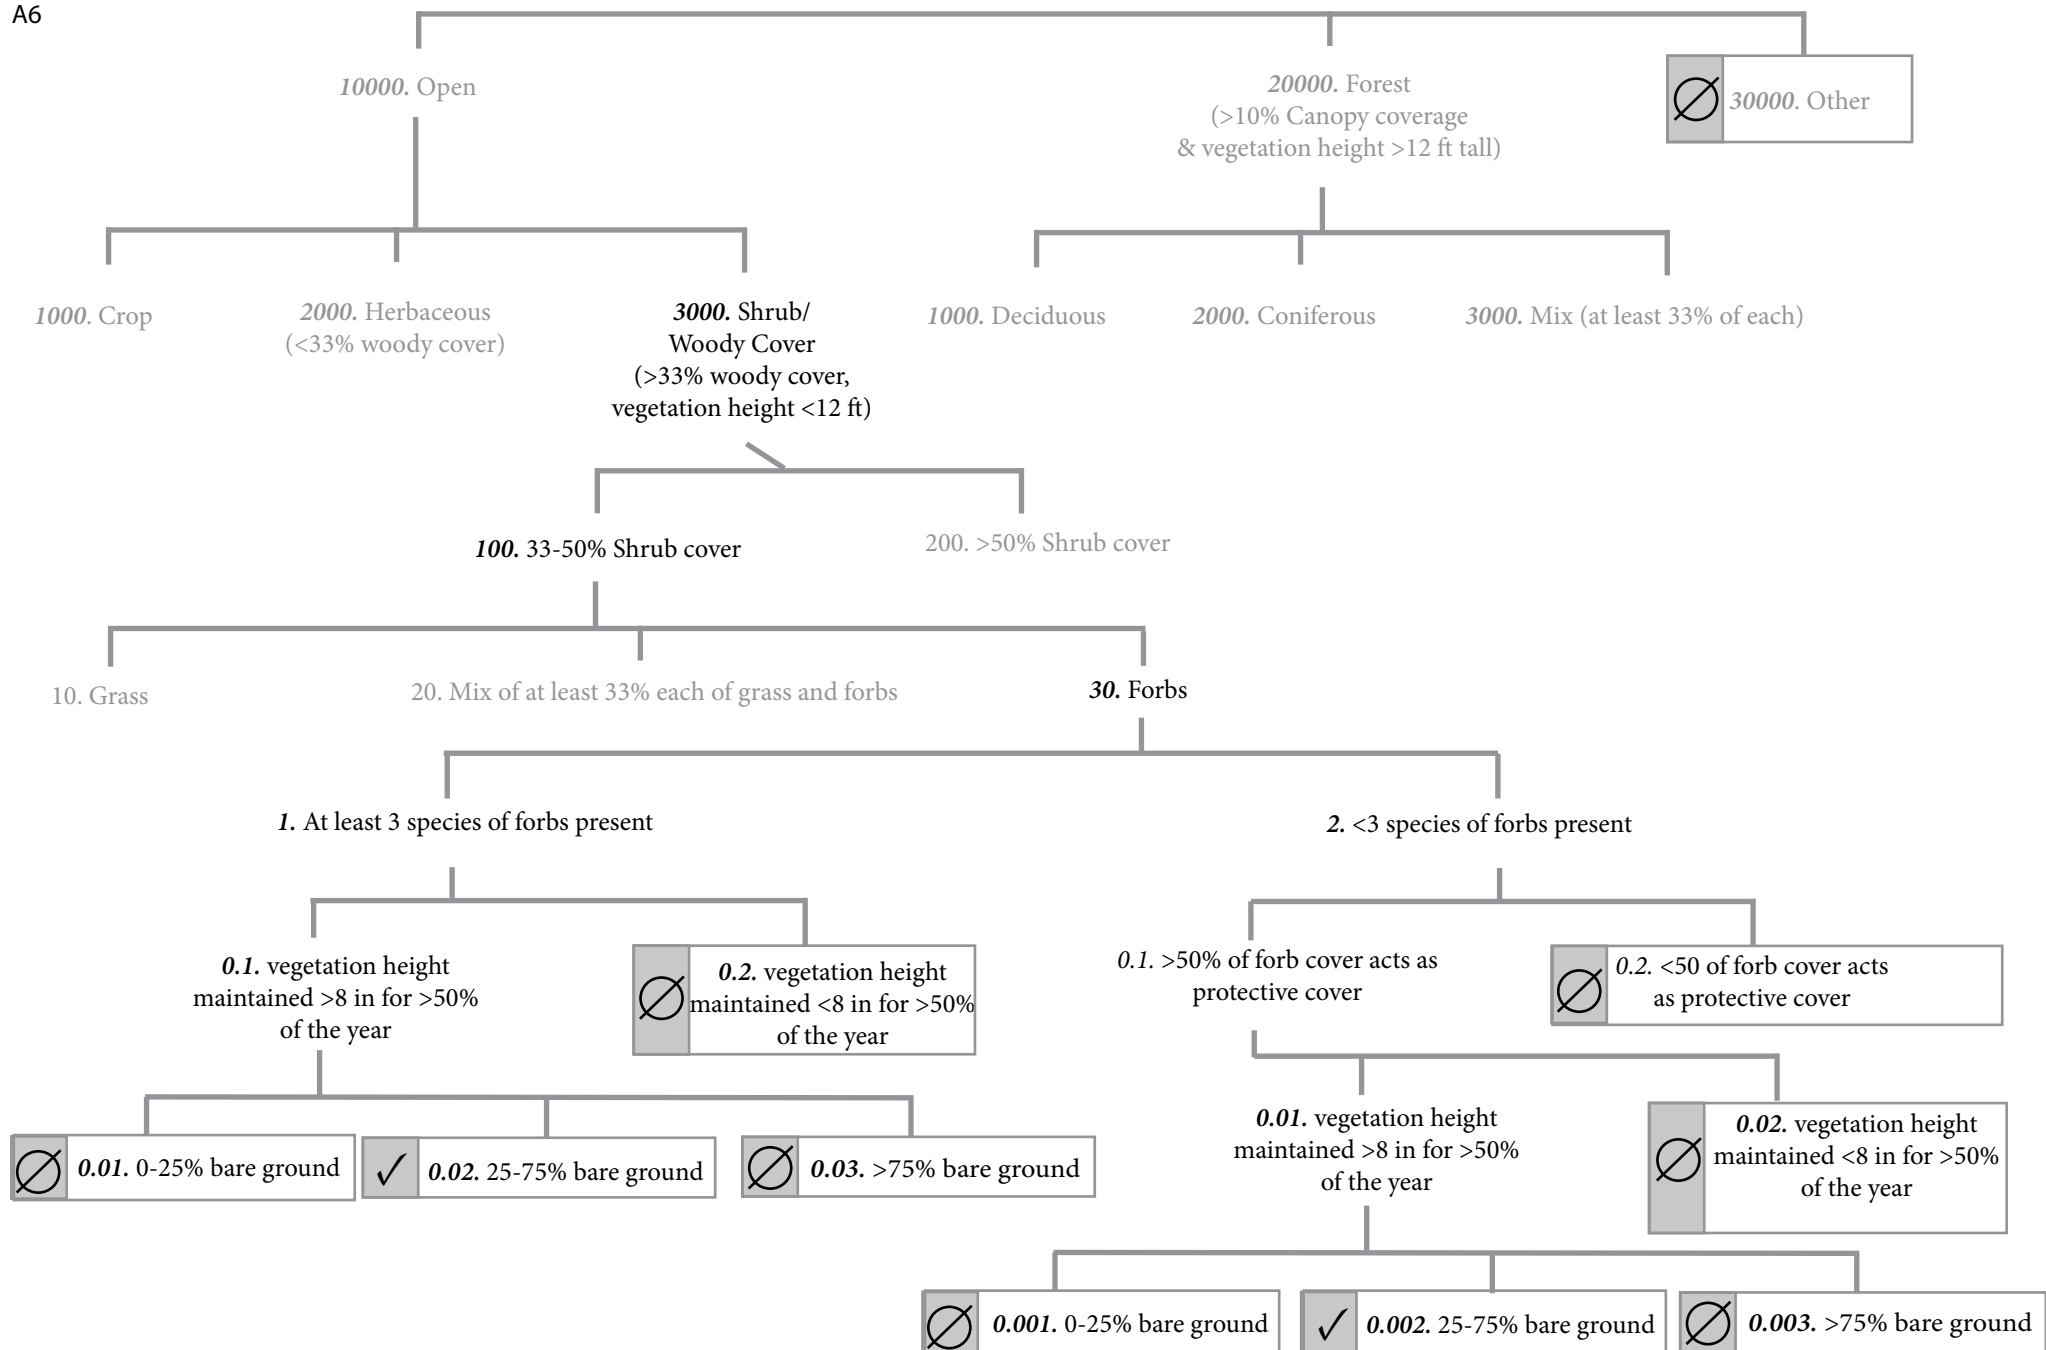 A6
10000. Open
20000. Forest
(>10% Canopy coverage
& vegetation height >12 ft tall)
30000. Other
1000. Crop
2000. Herbaceous
(<33% woody cover)
3000. Shrub/
Woody Cover
(>33% woody cover,
vegetation height <12 ft)
1000. Deciduous
2000. Coniferous
3000. Mix (at least 33% of each)
100. 33-50% Shrub cover
200. >50% Shrub cover
10. Grass
20. Mix of at least 33% each of grass and forbs
30. Forbs
1. At least 3 species of forbs present
2. <3 species of forbs present
0.1. vegetation height
maintained >8 in for >50%
of the year
0.2. vegetation height
maintained <8 in for >50%
of the year
0.1. >50% of forb cover acts as
protective cover
0.2. <50 of forb cover acts
as protective cover
0.01. 0-25% bare ground
0.02. 25-75% bare ground
0.03. >75% bare ground
0.01. vegetation height
maintained >8 in for >50%
of the year
0.02. vegetation height
maintained <8 in for >50%
of the year
0.001. 0-25% bare ground
0.002. 25-75% bare ground
0.003. >75% bare ground